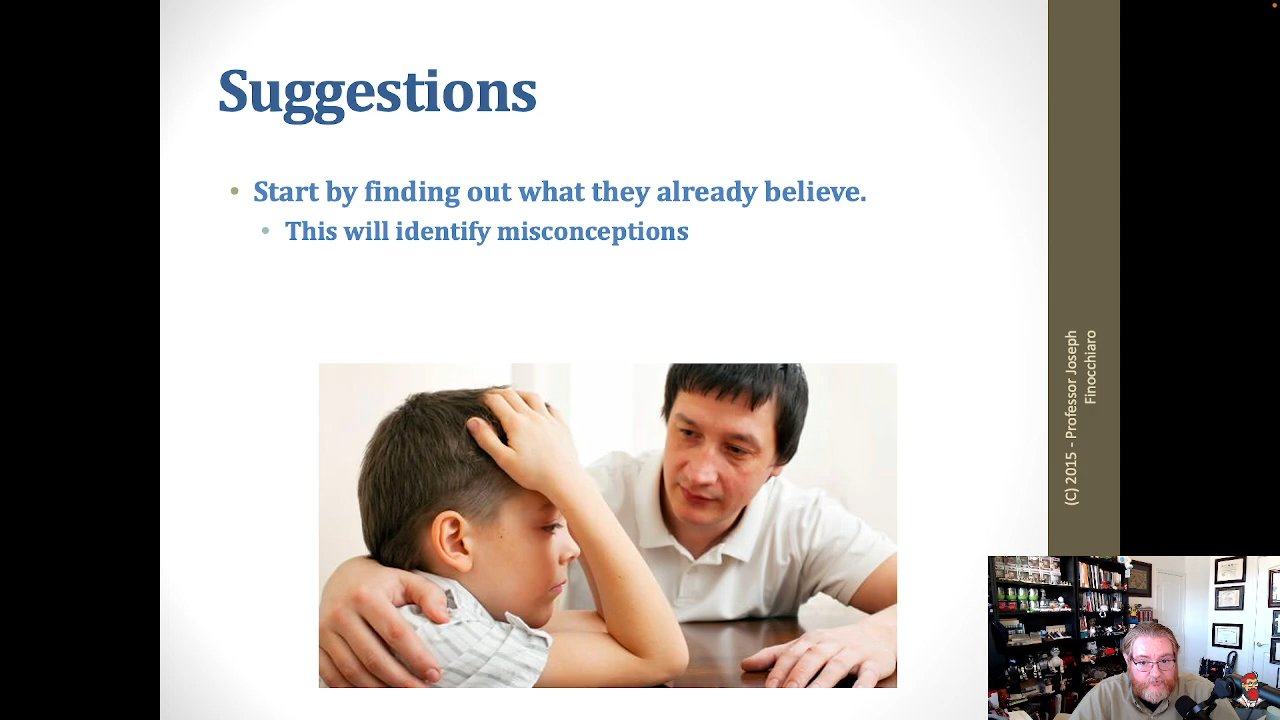 Suggestions
• Start by finding out what they already believe.
• This will identify misconceptions
(C) 2015 - Professor Joseph
Finocchiaro